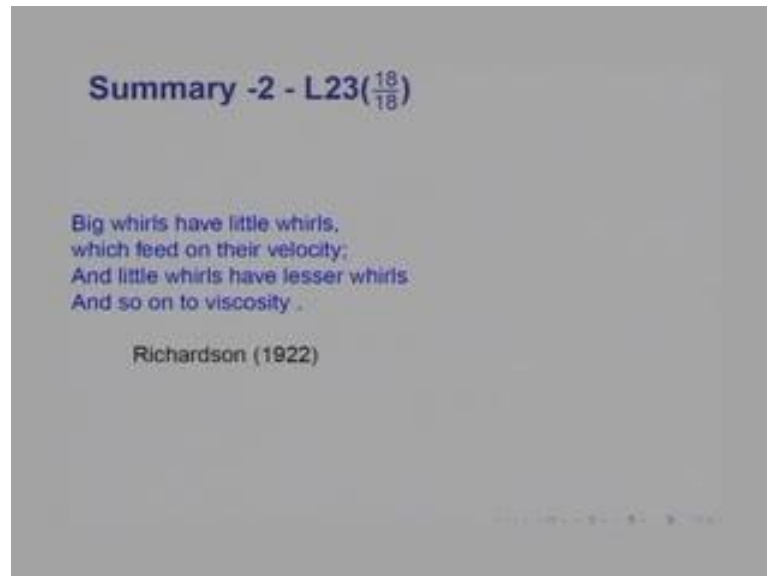 Summary -2 - L23(18/18)
Big whirls have little whirls,
which feed on their velocity;
And little whirls have lesser whirls
And so on to viscosity .
Richardson (1922)